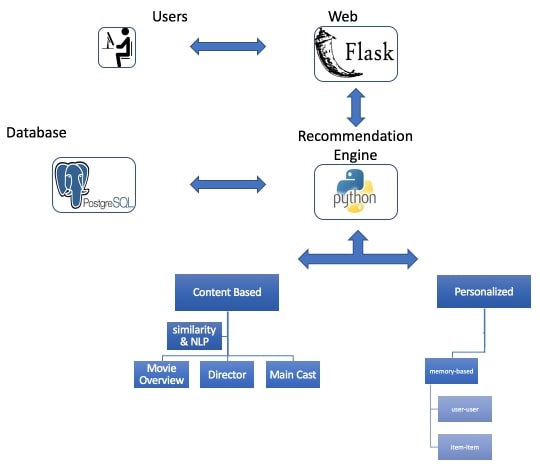 Users
Web
Flask
Database
Recommendation
Engine
PostgreSQL
python
Content Based
Personalized
similarity
& NLP
Movie
Overview
Director
Main Cast
memory-based
user-user
item-item